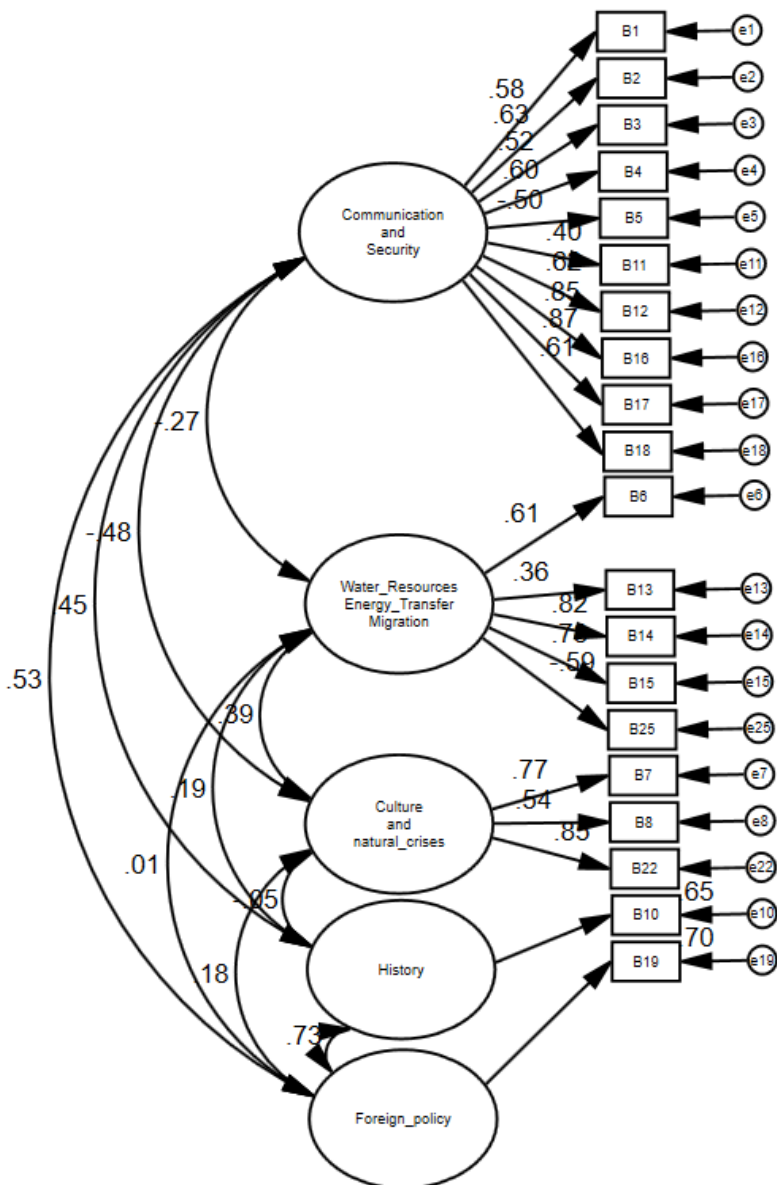 B1
e1
B2
e2
.58
.63
B3
e3
.52
.60
B4
e4
-.50
Communication
and
Security
B5
e5
.40
B11
e11
.62
.85
B12
e12
.87
.61
B16
e16
B17
e17
-.27
B18
e18
B6
e6
.61
-.48
.36
Water_Resources
Energy_Transfer
Migration
B13
e13
.45
.82
B14
e14
-.59
.53
B15
e15
.39
B25
e25
.77
B7
e7
.19
.54
Culture
and
natural_crises
B8
e8
.85
.01
B22
e22
-.05
.65
B10
e10
.18
.70
History
B19
e19
.73
Foreign_policy